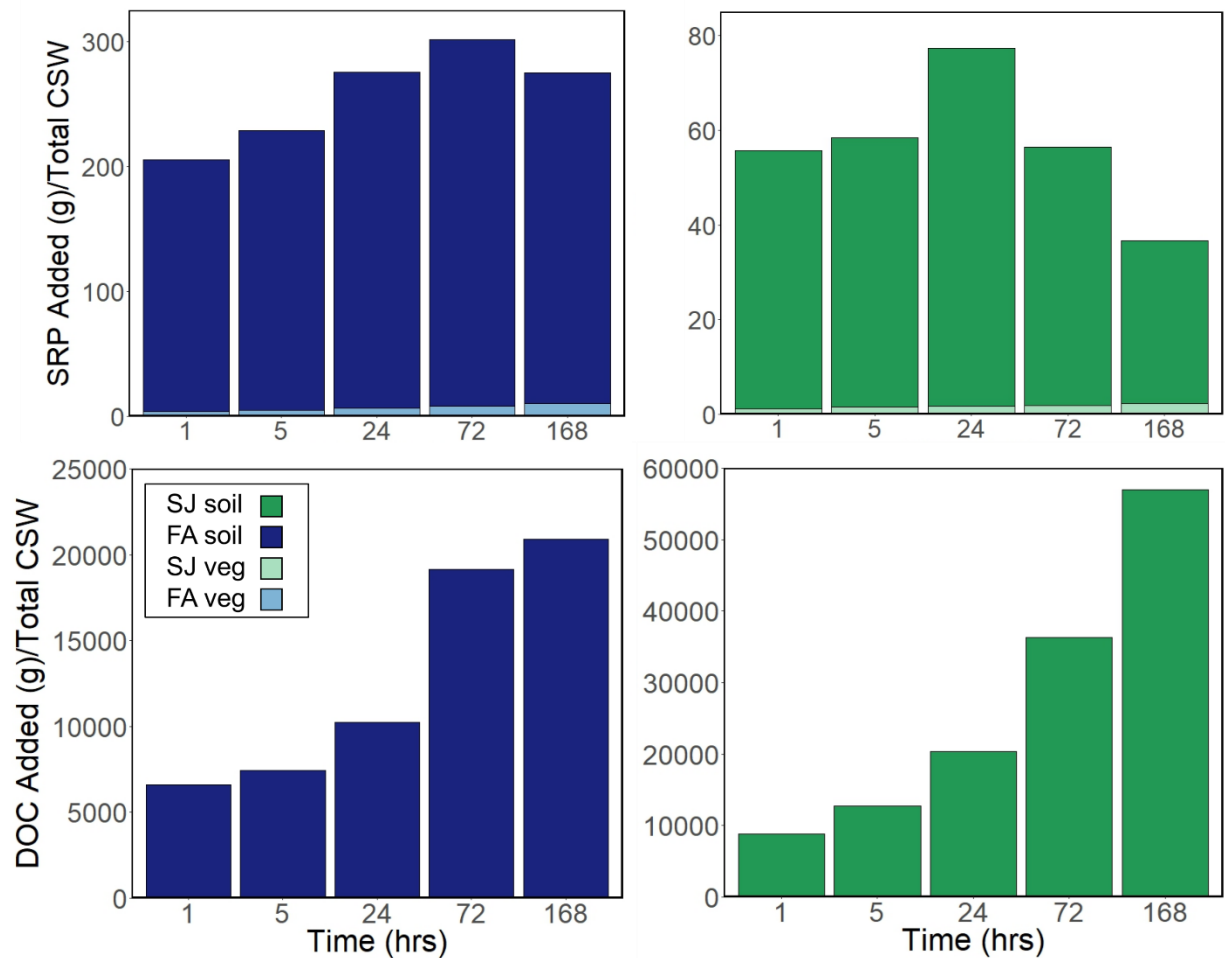 SRP Added (g)/Total CSW
300
200
100
0
1 5 24 72 168
80
60
40
20
0
1 5 24 72 168
DOC Added (g)/Total CSW
25000
20000
15000
10000
5000
0
SJ soil
FA soil
SJ veg
FA veg
1 5 24 72 168
Time (hrs)
60000
50000
40000
30000
20000
10000
0
1 5 24 72 168
Time (hrs)